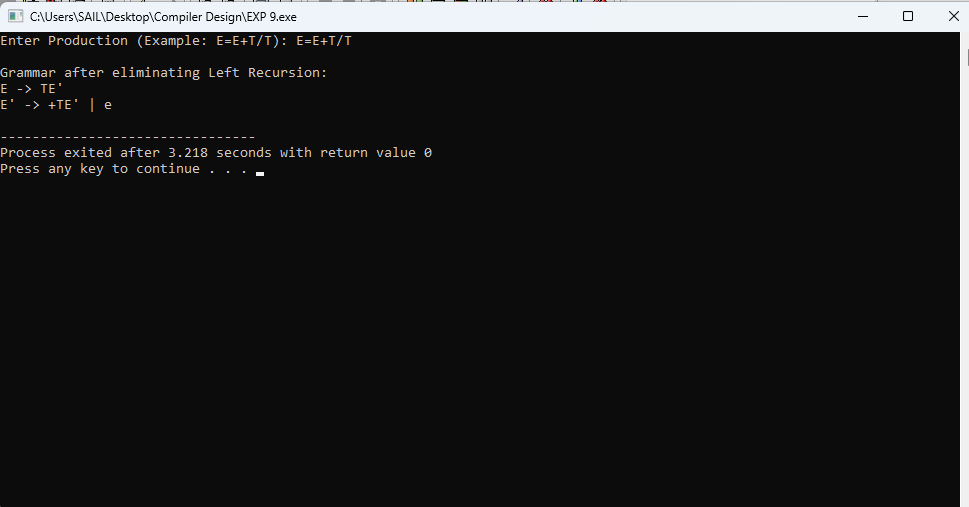 C:\Users\SAIL\Desktop\Compiler Design\EXP 9.exe
Enter Production (Example: E=E+T/T): E=E+T/T
Grammar after eliminating Left Recursion:
E -> TE'
E' -> +TE' | e
--------------------------------
Process exited after 3.218 seconds with return value 0
Press any key to continue . . .